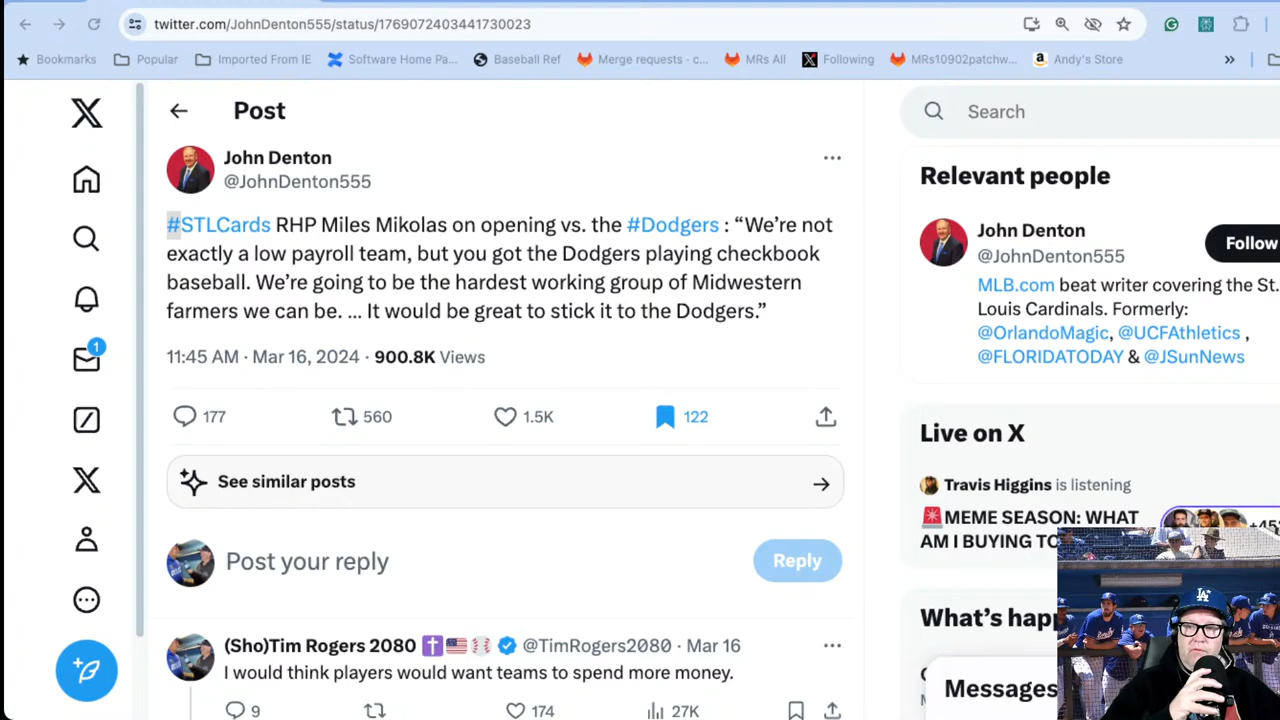 twitter.com/JohnDenton555/status/1769072403441730023
Bookmarks Popular Imported From IE Software Home Pa... Baseball Ref Merge requests · c... MRs All Following MRs10902patchw... Andy's Store »
Post
Search
John Denton
@JohnDenton555
#STLCards RHP Miles Mikolas on opening vs. the #Dodgers : “We’re not
exactly a low payroll team, but you got the Dodgers playing checkbook
baseball. We’re going to be the hardest working group of Midwestern
farmers we can be. ... It would be great to stick it to the Dodgers.”
11:45 AM · Mar 16, 2024 · 900.8K Views
177 560 1.5K 122
See similar posts
Post your reply
Reply
(Sho)Tim Rogers 2080 @TimRogers2080 · Mar 16
I would think players would want teams to spend more money.
9 174 27K
1
Relevant people
John Denton
@JohnDenton555
Follow
MLB.com beat writer covering the St.
Louis Cardinals. Formerly:
@OrlandoMagic, @UCFAthletics ,
@FLORIDATODAY & @JSunNews
Live on X
Travis Higgins is listening
MEME SEASON: WHAT
AM I BUYING TO
What’s hap
Messages
LA